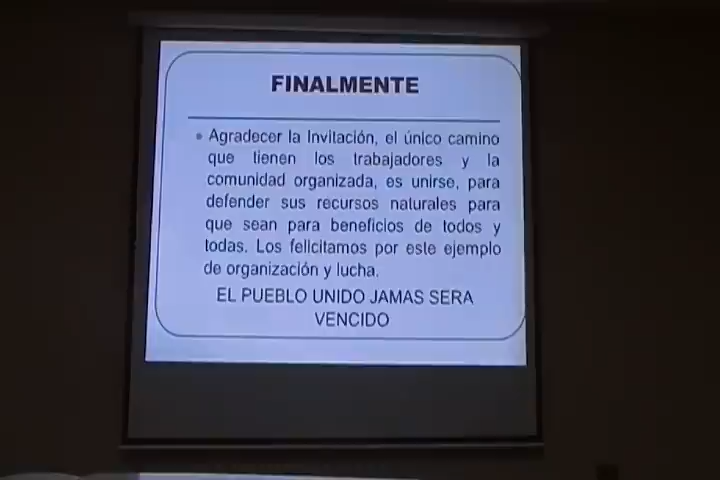 FINALMENTE
• Agradecer la Invitación, el único camino
que tienen los trabajadores y la
comunidad organizada, es unirse, para
defender sus recursos naturales para
que sean para beneficios de todos y
todas. Los felicitamos por este ejemplo
de organización y lucha.
EL PUEBLO UNIDO JAMAS SERA
VENCIDO